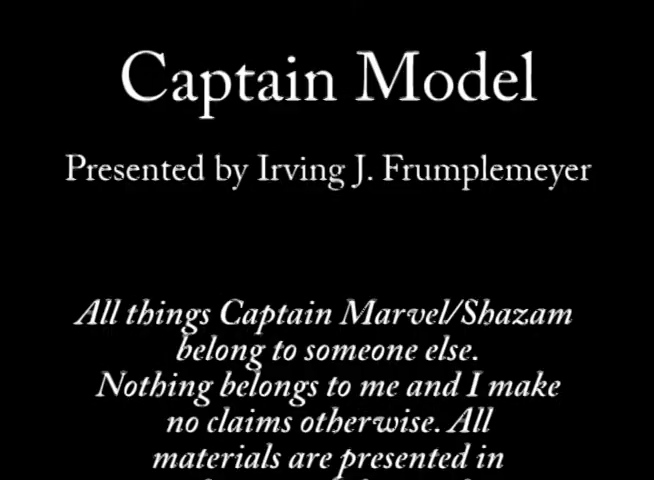 Captain Model
Presented by Irving J. Frumplemeyer
All things Captain Marvel/Shazam
belong to someone else.
Nothing belongs to me and I make
no claims otherwise. All
materials are presented in